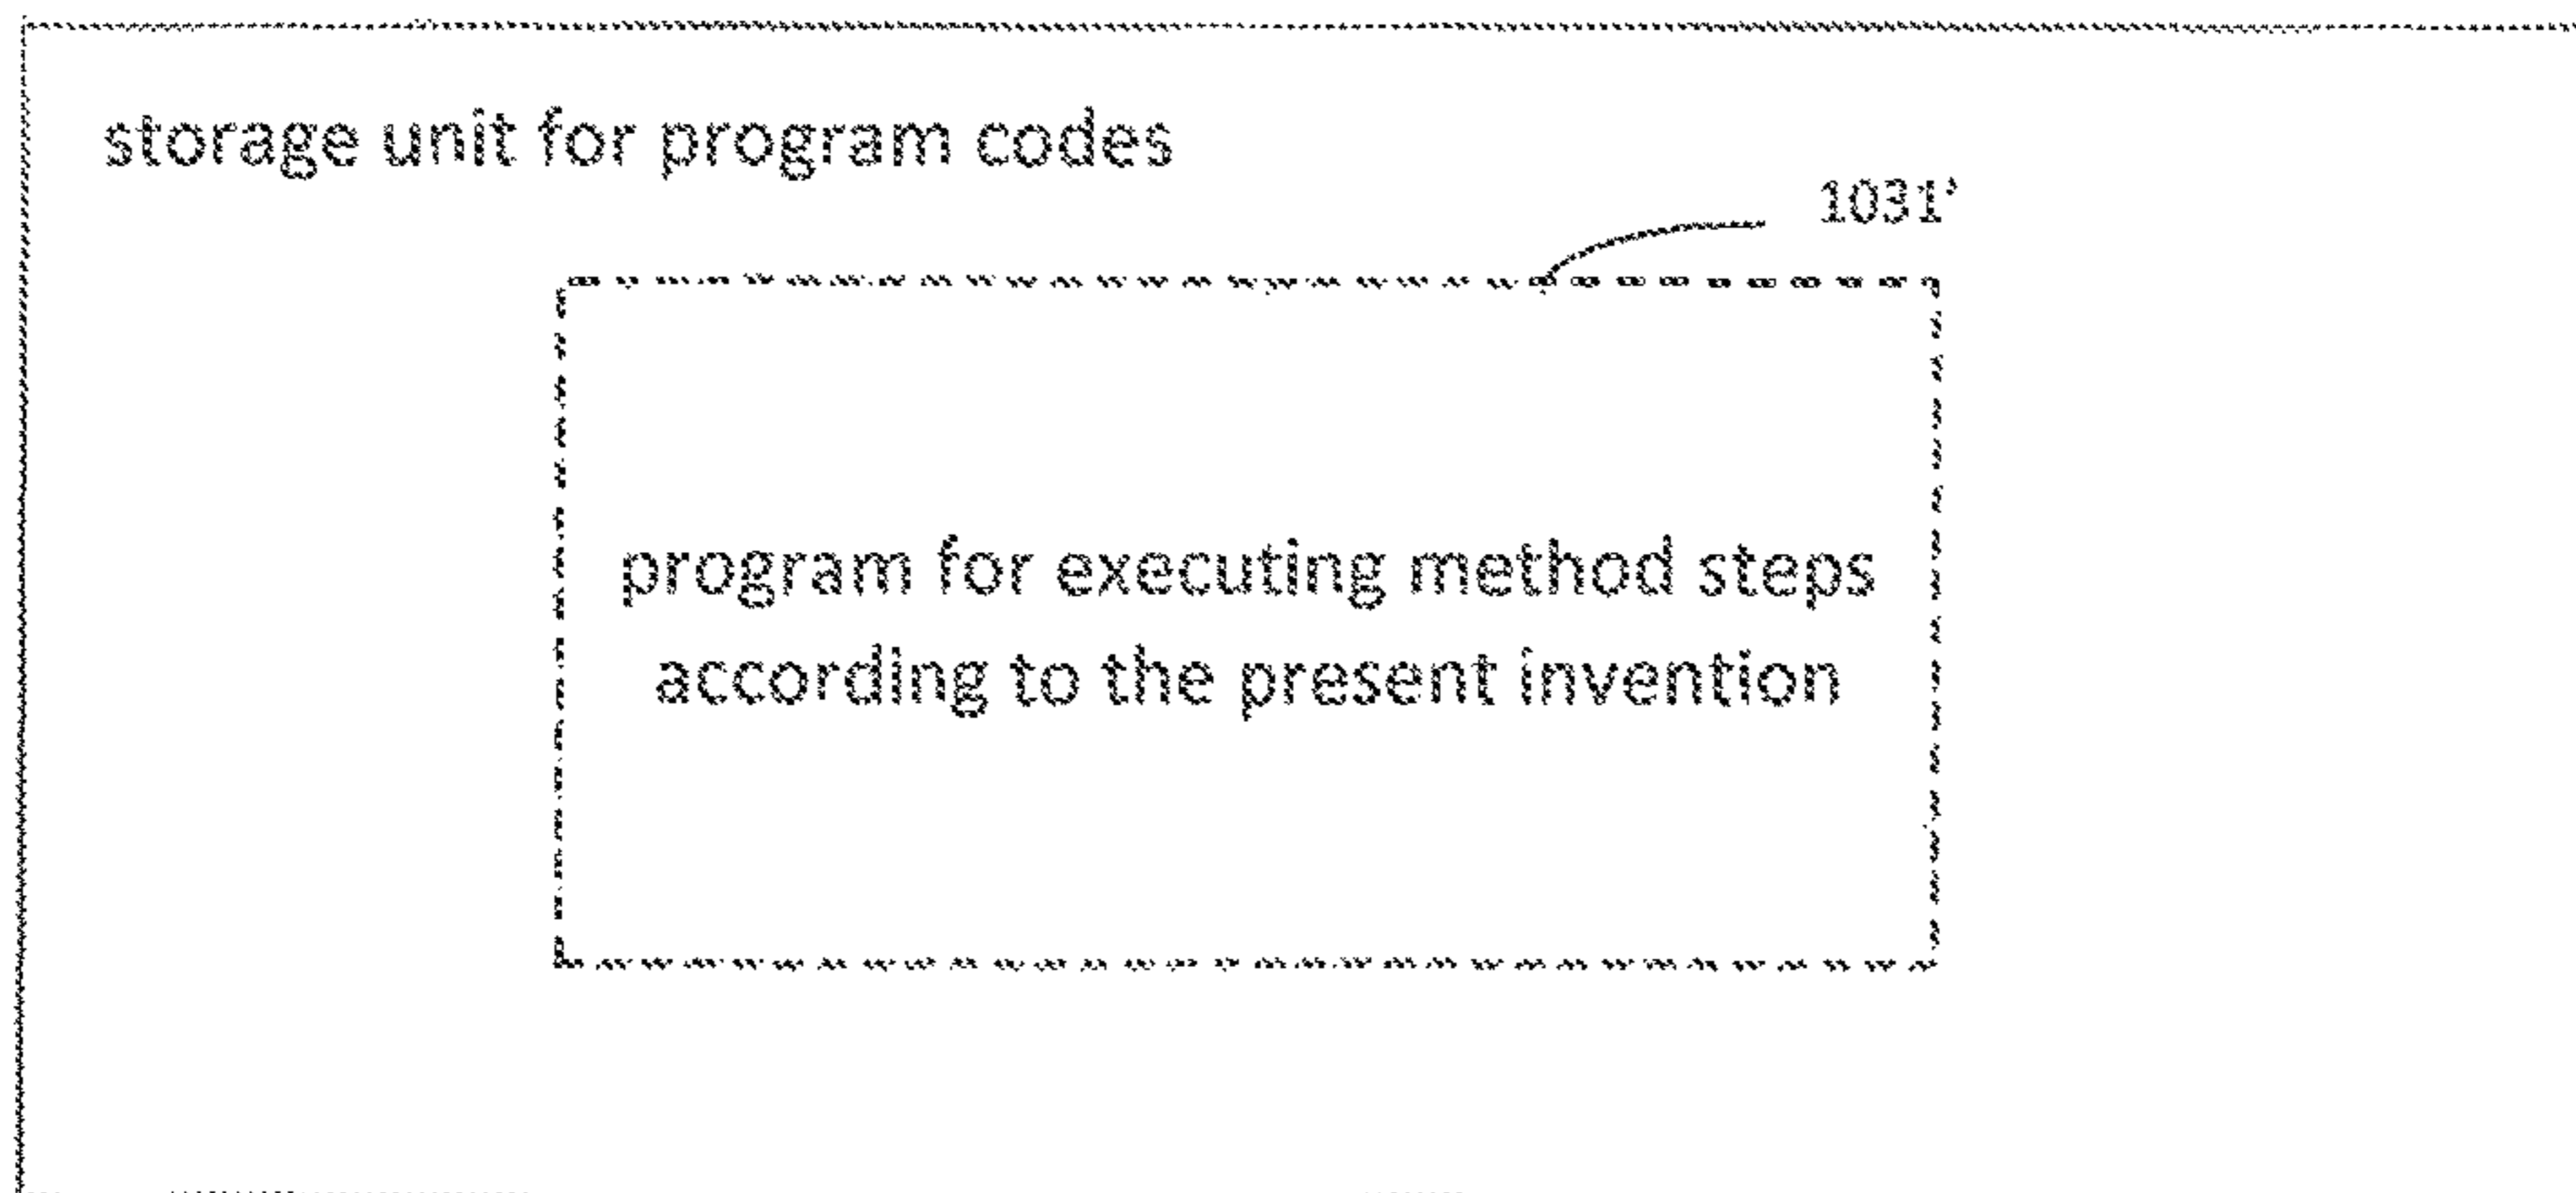 storage unit for program codes
1031'
program for executing method steps
according to the present invention